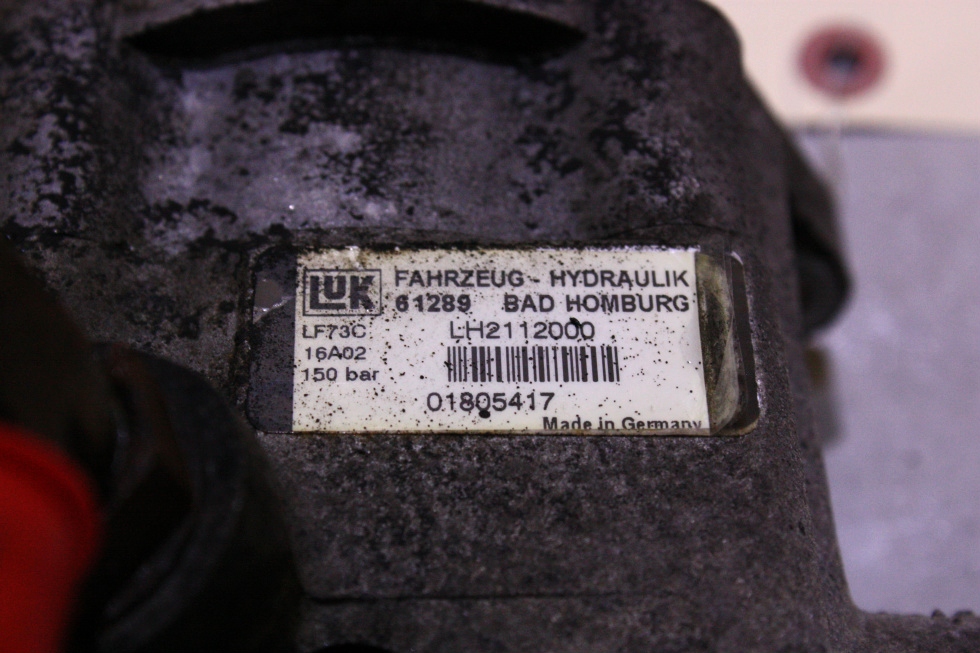 LuK FAHRZEUG - HYDRAULIK
61289 BAD HOMBURG
LF73C LH2112000
16A02
150 bar
01805417
Made in Germany